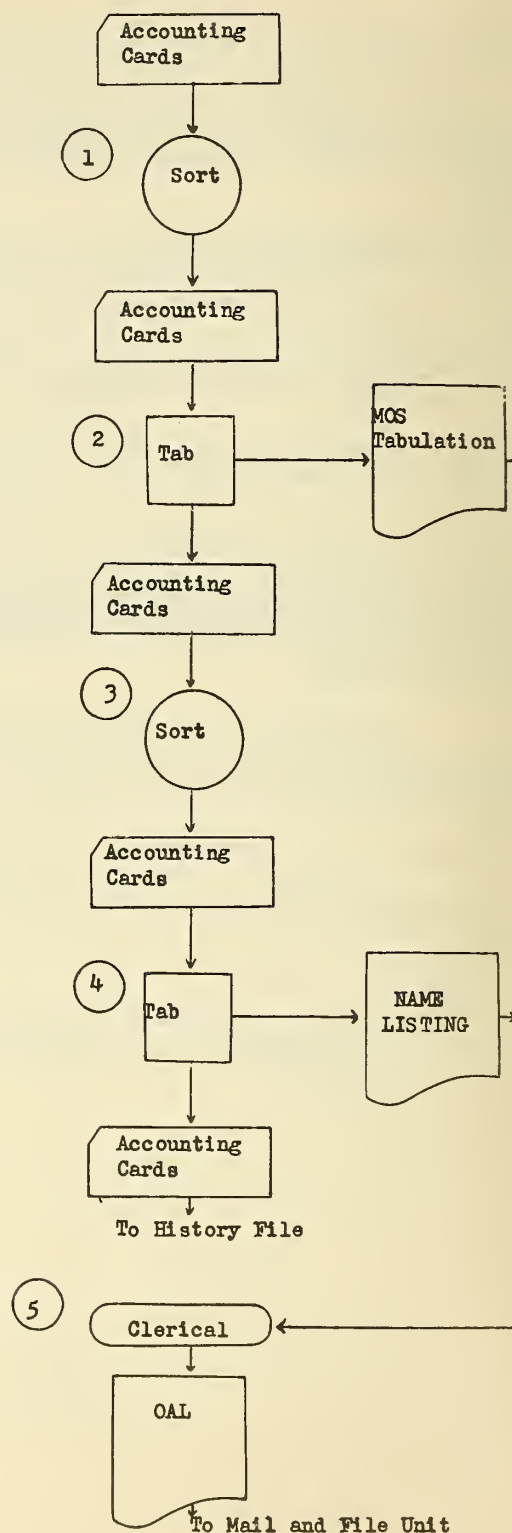 Accounting
Cards
1
Sort
Accounting
Cards
2
Tab
MOS
Tabulation
Accounting
Cards
3
Sort
Accounting
Cards
4
Tab
NAME
LISTING
Accounting
Cards
To History File
5
Clerical
OAL
To Mail and File Unit